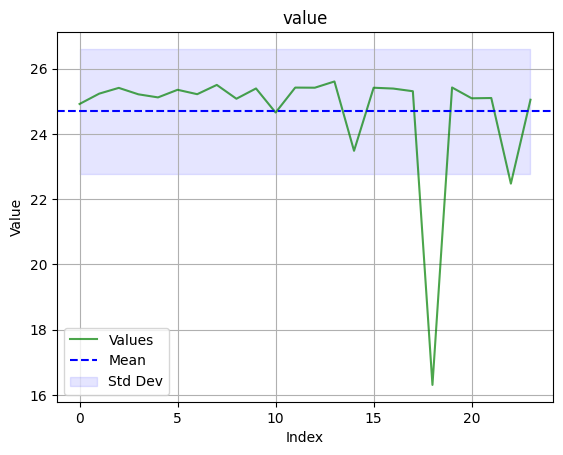 value
26
24
22
20
18
16
Value
Values
Mean
Std Dev
0
5
10
15
20
Index